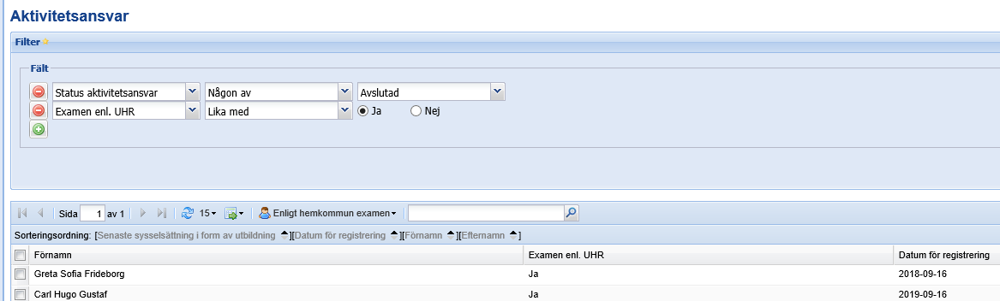 Aktivitetsansvar
Filter
Fält
Status aktivitetsansvar Någon av Avslutad
Examen enl. UHR Lika med Ja Nej
Sida 1 av 1 15 Enligt hemkommun examen
Sorteringsordning: [Senaste sysselsättning i form av utbildning ][Datum för registrering ][Förnamn ][Efternamn ]
Förnamn Examen enl. UHR Datum för registrering
Greta Sofia Frideborg Ja 2018-09-16
Carl Hugo Gustaf Ja 2019-09-16